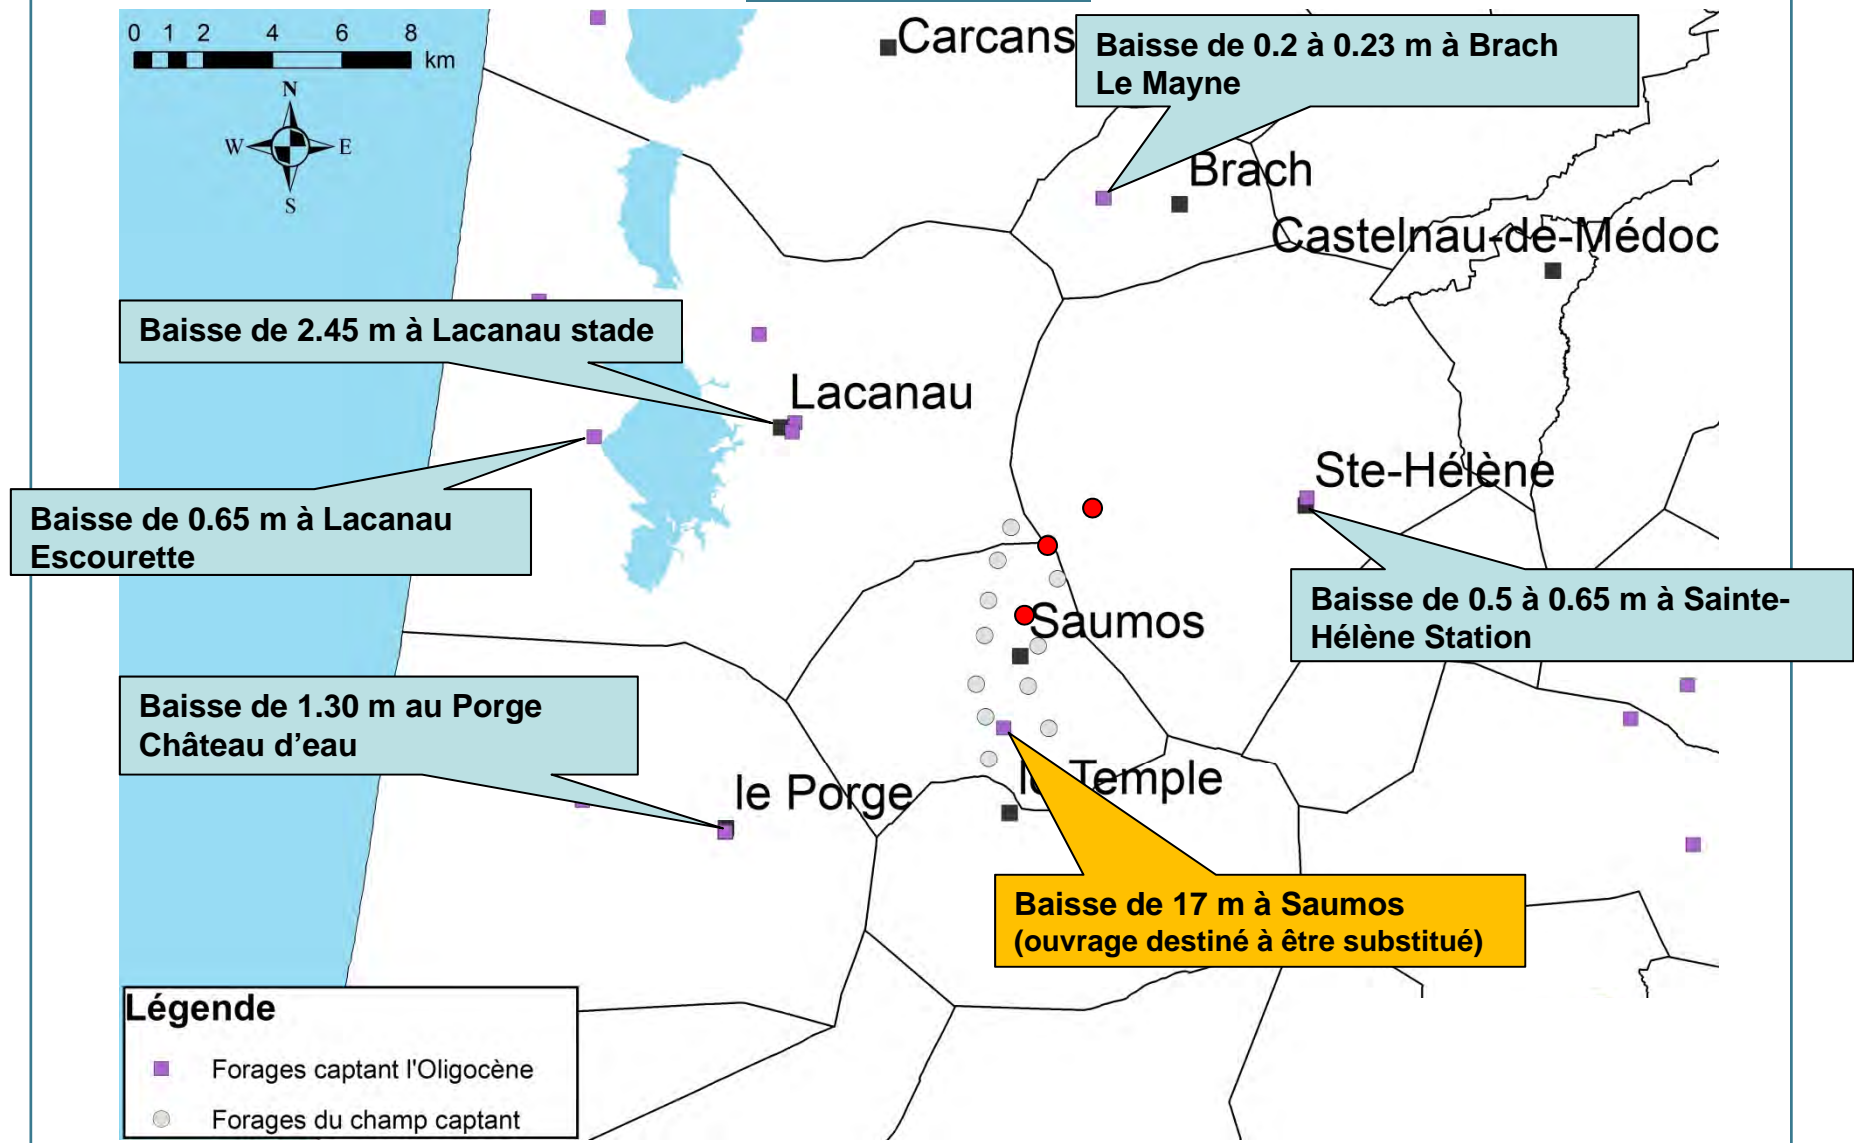 0 1 2 4 6 8
km
N
W E
S
Carcans
Baisse de 0.2 à 0.23 m à Brach
Le Mayne
Brach
Castelnau-de-Médoc
Baisse de 2.45 m à Lacanau stade
Lacanau
Ste-Hélène
Baisse de 0.65 m à Lacanau
Escourette
Baisse de 0.5 à 0.65 m à Sainte-
Hélène Station
Saumos
Baisse de 1.30 m au Porge
Château d'eau
le Porge
le Temple
Baisse de 17 m à Saumos
(ouvrage destiné à être substitué)
Légende
Forages captant l'Oligocène
Forages du champ captant